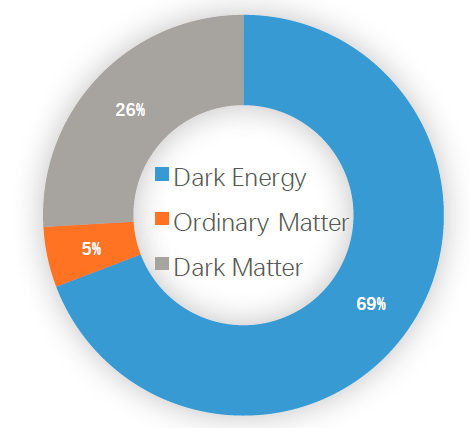 26%
Dark Energy
Ordinary Matter
5%
Dark Matter
69%